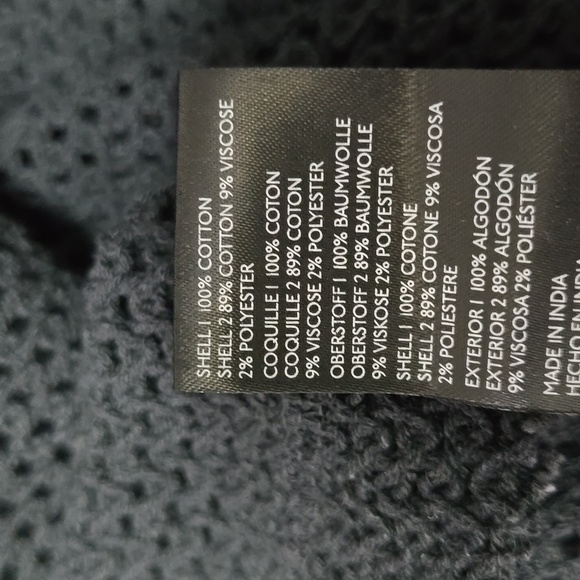 SHELL 1 100% COTTON
SHELL 2 89% COTTON 9% VISCOSE
2% POLYESTER
COQUILLE 1 100% COTON
COQUILLE 2 89% COTON
9% VISCOSE 2% POLYESTER
OBERSTOFF 1 100% BAUMWOLLE
OBERSTOFF 2 89% BAUMWOLLE
9% VISKOSE 2% POLYESTER
SHELL 1 100% COTONE
SHELL 2 89% COTONE 9% VISCOSA
2% POLIESTERE
EXTERIOR 1 100% ALGODÓN
EXTERIOR 2 89% ALGODÓN
9% VISCOSA 2% POLIÉSTER
MADE IN INDIA
HECHO EN